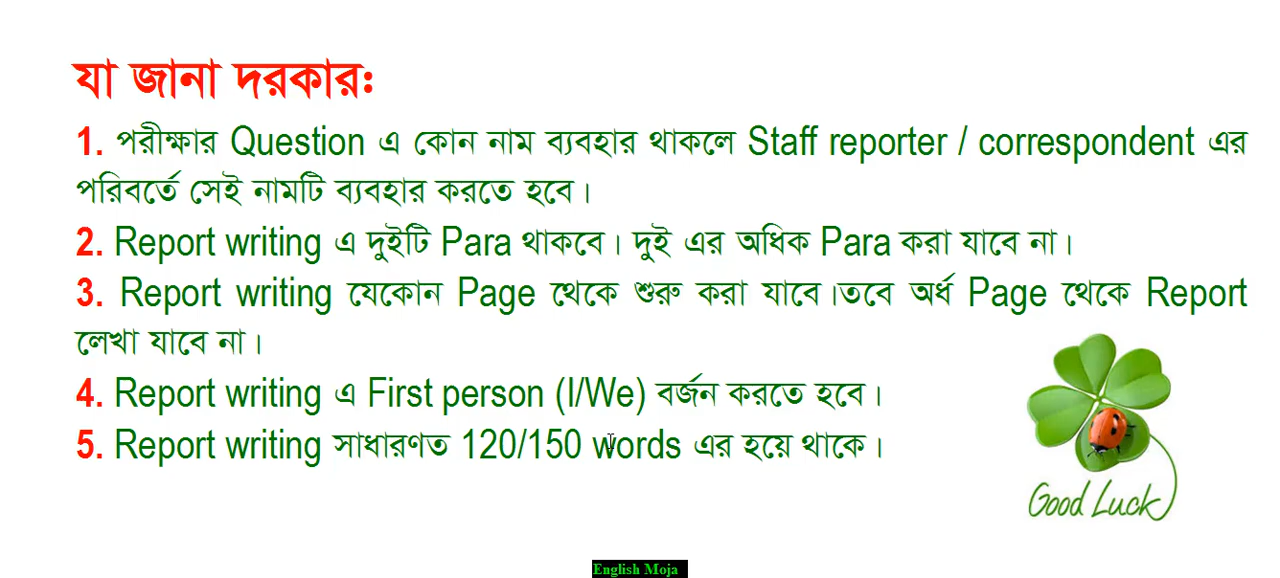 যা জানা দরকারঃ
1. পরীক্ষার Question এ কোন নাম ব্যবহার থাকলে Staff reporter / correspondent এর
পরিবর্তে সেই নামটি ব্যবহার করতে হবে।
2. Report writing এ দুইটি Para থাকবে। দুই এর অধিক Para করা যাবে না।
3. Report writing যেকোন Page থেকে শুরু করা যাবে।তবে অর্ধ Page থেকে Report
লেখা যাবে না।
4. Report writing এ First person (I/We) বর্জন করতে হবে।
5. Report writing সাধারণত 120/150 words এর হয়ে থাকে।
Good Luck
English Moja